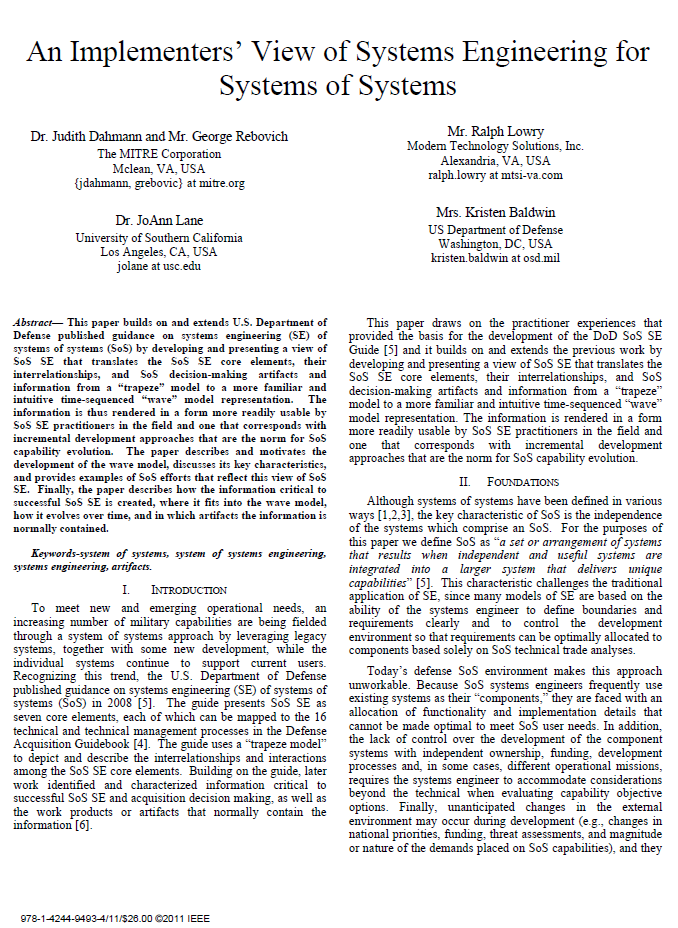 An Implementers’ View of Systems Engineering for
Systems of Systems
Dr. Judith Dahmann and Mr. George Rebovich
The MITRE Corporation
Mclean, VA, USA
{jdahmann, grebovic} at mitre.org
Dr. JoAnn Lane
University of Southern California
Los Angeles, CA, USA
jolane at usc.edu
Mr. Ralph Lowry
Modern Technology Solutions, Inc.
Alexandria, VA, USA
ralph.lowry at mtsi-va.com
Mrs. Kristen Baldwin
US Department of Defense
Washington, DC, USA
kristen.baldwin at osd.mil
Abstract— This paper builds on and extends U.S. Department of
Defense published guidance on systems engineering (SE) of
systems of systems (SoS) by developing and presenting a view of
SoS SE that translates the SoS SE core elements, their
interrelationships, and SoS decision-making artifacts and
information from a “trapeze” model to a more familiar and
intuitive time-sequenced “wave” model representation. The
information is thus rendered in a form more readily usable by
SoS SE practitioners in the field and one that corresponds with
incremental development approaches that are the norm for SoS
capability evolution. The paper describes and motivates the
development of the wave model, discusses its key characteristics,
and provides examples of SoS efforts that reflect this view of SoS
SE. Finally, the paper describes how the information critical to
successful SoS SE is created, where it fits into the wave model,
how it evolves over time, and in which artifacts the information is
normally contained.
Keywords-system of systems, system of systems engineering,
systems engineering, artifacts.
I. INTRODUCTION
To meet new and emerging operational needs, an
increasing number of military capabilities are being fielded
through a system of systems approach by leveraging legacy
systems, together with some new development, while the
individual systems continue to support current users.
Recognizing this trend, the U.S. Department of Defense
published guidance on systems engineering (SE) of systems of
systems (SoS) in 2008 [5]. The guide presents SoS SE as
seven core elements, each of which can be mapped to the 16
technical and technical management processes in the Defense
Acquisition Guidebook [4]. The guide uses a “trapeze model”
to depict and describe the interrelationships and interactions
among the SoS SE core elements. Building on the guide, later
work identified and characterized information critical to
successful SoS SE and acquisition decision making, as well as
the work products or artifacts that normally contain the
information [6].
This paper draws on the practitioner experiences that
provided the basis for the development of the DoD SoS SE
Guide [5] and it builds on and extends the previous work by
developing and presenting a view of SoS SE that translates the
SoS SE core elements, their interrelationships, and SoS
decision-making artifacts and information from a “trapeze”
model to a more familiar and intuitive time-sequenced “wave”
model representation. The information is rendered in a form
more readily usable by SoS SE practitioners in the field and
one that corresponds with incremental development
approaches that are the norm for SoS capability evolution.
II. FOUNDATIONS
Although systems of systems have been defined in various
ways [1,2,3], the key characteristic of SoS is the independence
of the systems which comprise an SoS. For the purposes of
this paper we define SoS as “a set or arrangement of systems
that results when independent and useful systems are
integrated into a larger system that delivers unique
capabilities” [5]. This characteristic challenges the traditional
application of SE, since many models of SE are based on the
ability of the systems engineer to define boundaries and
requirements clearly and to control the development
environment so that requirements can be optimally allocated to
components based solely on SoS technical trade analyses.
Today’s defense SoS environment makes this approach
unworkable. Because SoS systems engineers frequently use
existing systems as their “components,” they are faced with an
allocation of functionality and implementation details that
cannot be made optimal to meet SoS user needs. In addition,
the lack of control over the development of the component
systems with independent ownership, funding, development
processes and, in some cases, different operational missions,
requires the systems engineer to accommodate considerations
beyond the technical when evaluating capability objective
options. Finally, unanticipated changes in the external
environment may occur during development (e.g., changes in
national priorities, funding, threat assessments, and magnitude
or nature of the demands placed on SoS capabilities), and they
978-1-4244-9493-4/11/$26.00 ©2011 IEEE